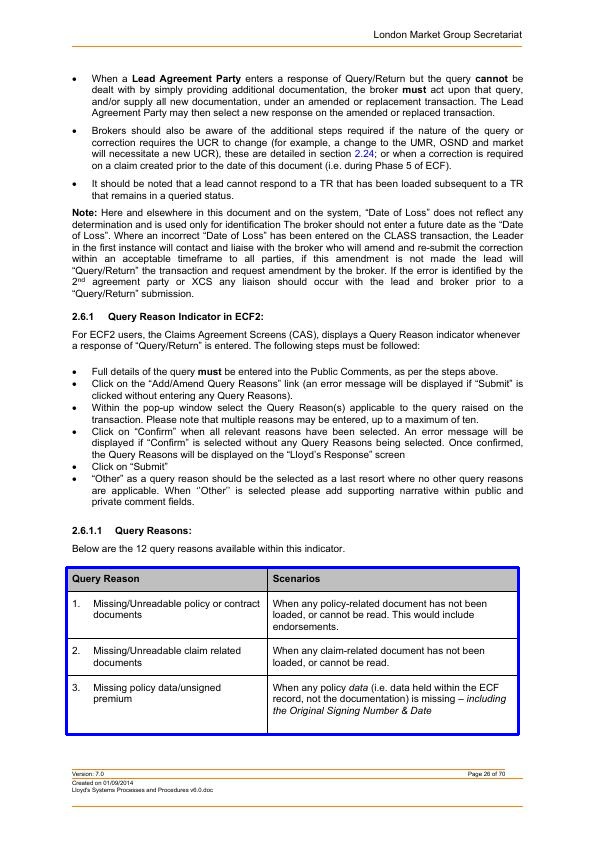 London Market Group Secretariat
• When a Lead Agreement Party enters a response of Query/Return but the query cannot be
dealt with by simply providing additional documentation, the broker must act upon that query,
and/or supply all new documentation, under an amended or replacement transaction. The Lead
Agreement Party may then select a new response on the amended or replaced transaction.
• Brokers should also be aware of the additional steps required if the nature of the query or
correction requires the UCR to change (for example, a change to the UMR, OSND and market
will necessitate a new UCR), these are detailed in section 2.24; or when a correction is required
on a claim created prior to the date of this document (i.e. during Phase 5 of ECF).
• It should be noted that a lead cannot respond to a TR that has been loaded subsequent to a TR
that remains in a queried status.
Note: Here and elsewhere in this document and on the system, “Date of Loss” does not reflect any
determination and is used only for identification The broker should not enter a future date as the “Date
of Loss”. Where an incorrect “Date of Loss” has been entered on the CLASS transaction, the Leader
in the first instance will contact and liaise with the broker who will amend and re-submit the correction
within an acceptable timeframe to all parties, if this amendment is not made the lead will
“Query/Return” the transaction and request amendment by the broker. If the error is identified by the
2nd agreement party or XCS any liaison should occur with the lead and broker prior to a
“Query/Return” submission.
2.6.1 Query Reason Indicator in ECF2:
For ECF2 users, the Claims Agreement Screens (CAS), displays a Query Reason indicator whenever
a response of “Query/Return” is entered. The following steps must be followed:
• Full details of the query must be entered into the Public Comments, as per the steps above.
• Click on the “Add/Amend Query Reasons” link (an error message will be displayed if “Submit” is
clicked without entering any Query Reasons).
• Within the pop-up window select the Query Reason(s) applicable to the query raised on the
transaction. Please note that multiple reasons may be entered, up to a maximum of ten.
• Click on “Confirm” when all relevant reasons have been selected. An error message will be
displayed if “Confirm” is selected without any Query Reasons being selected. Once confirmed,
the Query Reasons will be displayed on the “Lloyd’s Response” screen
• Click on “Submit”
• “Other” as a query reason should be the selected as a last resort where no other query reasons
are applicable. When ‘’Other’’ is selected please add supporting narrative within public and
private comment fields.
2.6.1.1 Query Reasons:
Below are the 12 query reasons available within this indicator.
Query Reason
Scenarios
1. Missing/Unreadable policy or contract
documents
When any policy-related document has not been
loaded, or cannot be read. This would include
endorsements.
2. Missing/Unreadable claim related
documents
When any claim-related document has not been
loaded, or cannot be read.
3. Missing policy data/unsigned
premium
When any policy data (i.e. data held within the ECF
record, not the documentation) is missing – including
the Original Signing Number & Date
Version: 7.0 Page 26 of 70
Created on 01/09/2014
Lloyd's Systems Processes and Procedures v6.0.doc